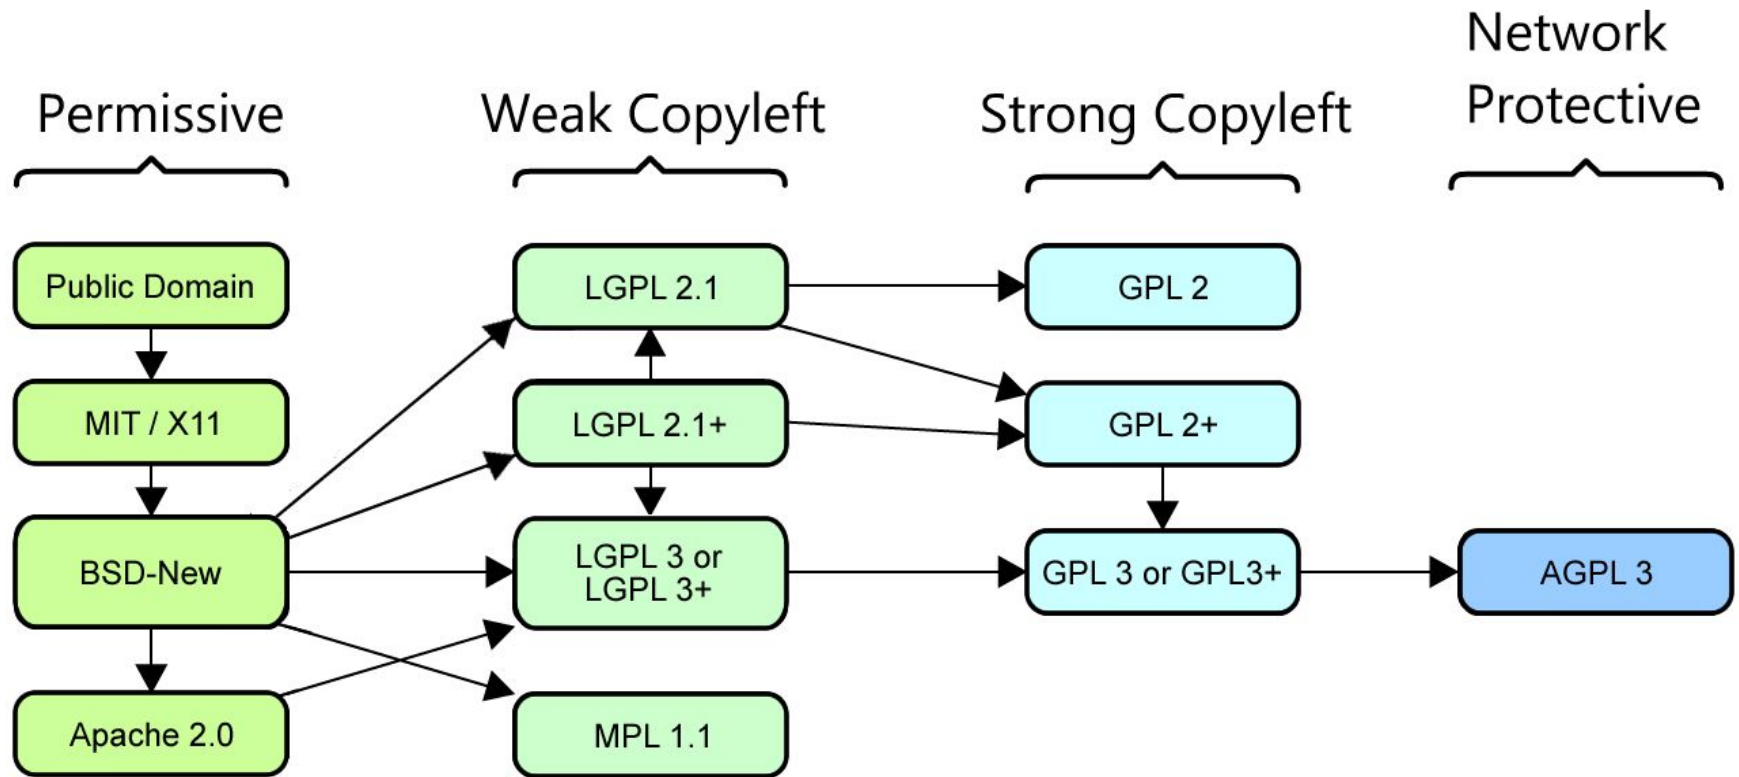 Permissive
Weak Copyleft
Strong Copyleft
Network
Protective
Public Domain
MIT / X11
BSD-New
Apache 2.0
LGPL 2.1
LGPL 2.1+
LGPL 3 or
LGPL 3+
MPL 1.1
GPL 2
GPL 2+
GPL 3 or GPL3+
AGPL 3